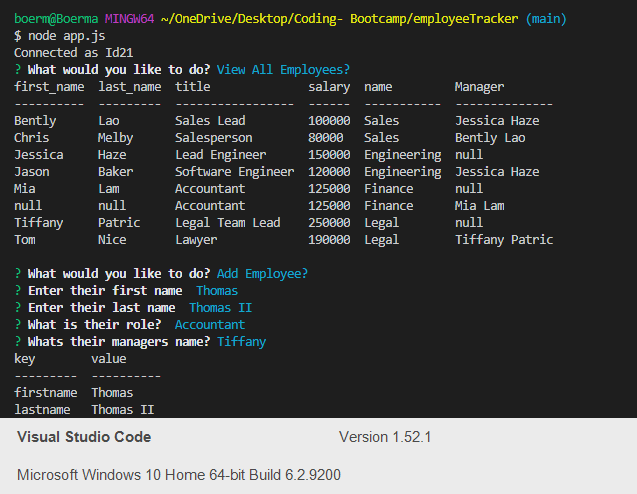 boerm@Boerma MINGW64 ~/OneDrive/Desktop/Coding- Bootcamp/employeeTracker (main)
$ node app.js
Connected as Id21
? What would you like to do? View All Employees?
first_name  last_name  title              salary  name         Manager
----------  ---------  -----------------  ------  -----------  --------------
Bently      Lao        Sales Lead         100000  Sales        Jessica Haze
Chris       Melby      Salesperson        80000   Sales        Bently Lao
Jessica     Haze       Lead Engineer      150000  Engineering  null
Jason       Baker      Software Engineer  120000  Engineering  Jessica Haze
Mia         Lam        Accountant         125000  Finance      null
null        null       Accountant         125000  Finance      Mia Lam
Tiffany     Patric     Legal Team Lead    250000  Legal        null
Tom         Nice       Lawyer             190000  Legal        Tiffany Patric
? What would you like to do? Add Employee?
? Enter their first name  Thomas
? Enter their last name  Thomas II
? What is their role?  Accountant
? Whats their managers name? Tiffany
key        value
---------  ----------
firstname  Thomas
lastname   Thomas II
Visual Studio Code Version 1.52.1
Microsoft Windows 10 Home 64-bit Build 6.2.9200